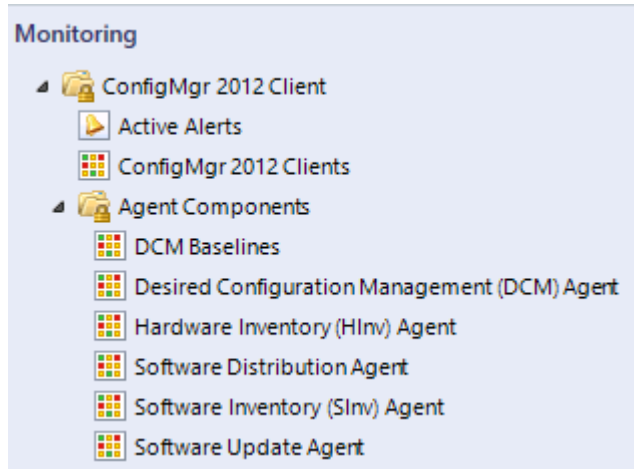 Monitoring
ConfigMgr 2012 Client
Active Alerts
ConfigMgr 2012 Clients
Agent Components
DCM Baselines
Desired Configuration Management (DCM) Agent
Hardware Inventory (HInv) Agent
Software Distribution Agent
Software Inventory (SInv) Agent
Software Update Agent